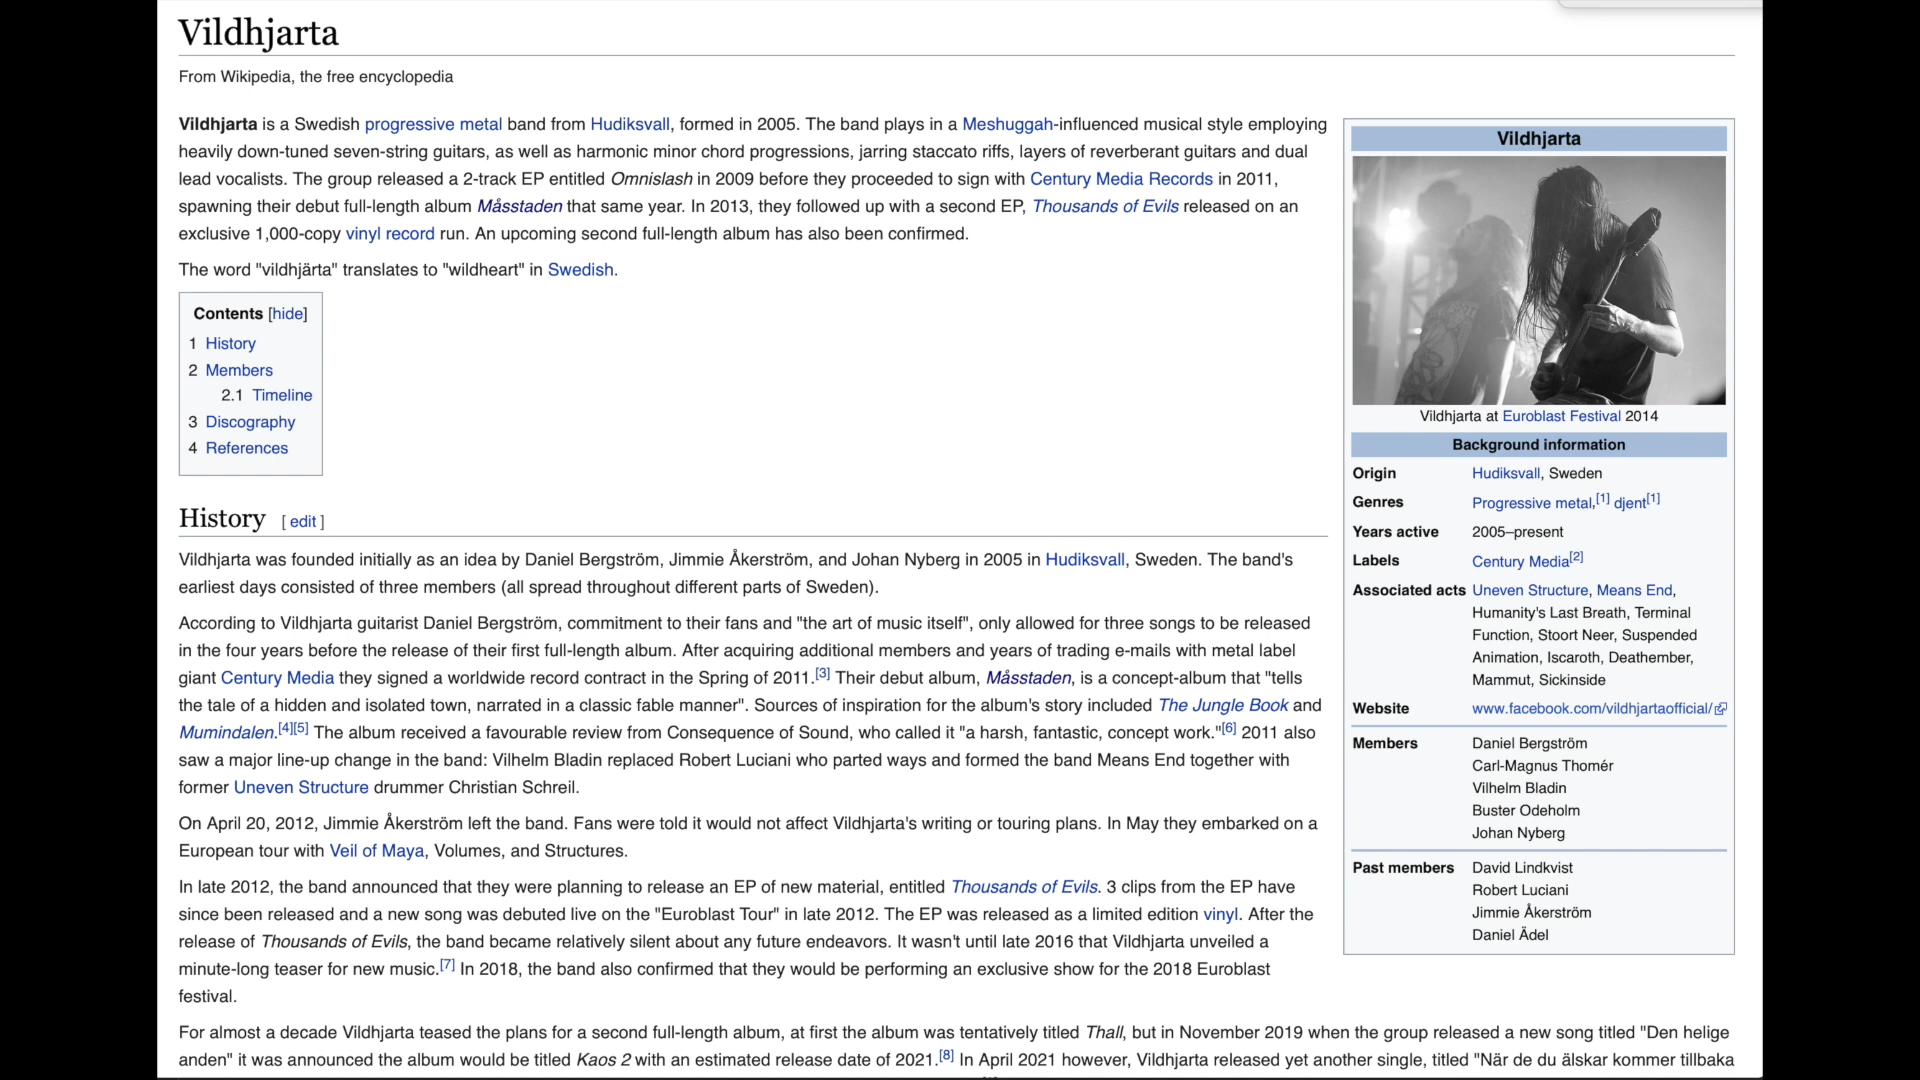 Vildhjarta
From Wikipedia, the free encyclopedia
Vildhjarta is a Swedish progressive metal band from Hudiksvall, formed in 2005. The band plays in a Meshuggah-influenced musical style employing
heavily down-tuned seven-string guitars, as well as harmonic minor chord progressions, jarring staccato riffs, layers of reverberant guitars and dual
lead vocalists. The group released a 2-track EP entitled Omnislash in 2009 before they proceeded to sign with Century Media Records in 2011,
spawning their debut full-length album Måsstaden that same year. In 2013, they followed up with a second EP, Thousands of Evils released on an
exclusive 1,000-copy vinyl record run. An upcoming second full-length album has also been confirmed.
The word "vildhjärta" translates to "wildheart" in Swedish.
Contents [hide]
1 History
2 Members
2.1 Timeline
3 Discography
4 References
History [ edit ]
Vildhjarta was founded initially as an idea by Daniel Bergström, Jimmie Åkerström, and Johan Nyberg in 2005 in Hudiksvall, Sweden. The band's
earliest days consisted of three members (all spread throughout different parts of Sweden).
According to Vildhjarta guitarist Daniel Bergström, commitment to their fans and "the art of music itself", only allowed for three songs to be released
in the four years before the release of their first full-length album. After acquiring additional members and years of trading e-mails with metal label
giant Century Media they signed a worldwide record contract in the Spring of 2011.[3] Their debut album, Måsstaden, is a concept-album that "tells
the tale of a hidden and isolated town, narrated in a classic fable manner". Sources of inspiration for the album's story included The Jungle Book and
Mumindalen.[4][5] The album received a favourable review from Consequence of Sound, who called it "a harsh, fantastic, concept work."[6] 2011 also
saw a major line-up change in the band: Vilhelm Bladin replaced Robert Luciani who parted ways and formed the band Means End together with
former Uneven Structure drummer Christian Schreil.
On April 20, 2012, Jimmie Åkerström left the band. Fans were told it would not affect Vildhjarta's writing or touring plans. In May they embarked on a
European tour with Veil of Maya, Volumes, and Structures.
In late 2012, the band announced that they were planning to release an EP of new material, entitled Thousands of Evils. 3 clips from the EP have
since been released and a new song was debuted live on the "Euroblast Tour" in late 2012. The EP was released as a limited edition vinyl. After the
release of Thousands of Evils, the band became relatively silent about any future endeavors. It wasn't until late 2016 that Vildhjarta unveiled a
minute-long teaser for new music.[7] In 2018, the band also confirmed that they would be performing an exclusive show for the 2018 Euroblast
festival.
For almost a decade Vildhjarta teased the plans for a second full-length album, at first the album was tentatively titled Thall, but in November 2019 when the group released a new song titled "Den helige
anden" it was announced the album would be titled Kaos 2 with an estimated release date of 2021.[8] In April 2021 however, Vildhjarta released yet another single, titled "När de du älskar kommer tillbaka
Vildhjarta
Vildhjarta at Euroblast Festival 2014
Background information
Origin Hudiksvall, Sweden
Genres Progressive metal,[1] djent[1]
Years active 2005–present
Labels Century Media[2]
Associated acts Uneven Structure, Means End,
Humanity's Last Breath, Terminal
Function, Stoort Neer, Suspended
Animation, Iscaroth, Deathember,
Mammut, Sickinside
Website www.facebook.com/vildhjartaofficial/
Members Daniel Bergström
Carl-Magnus Thomér
Vilhelm Bladin
Buster Odeholm
Johan Nyberg
Past members David Lindkvist
Robert Luciani
Jimmie Åkerström
Daniel Ädel